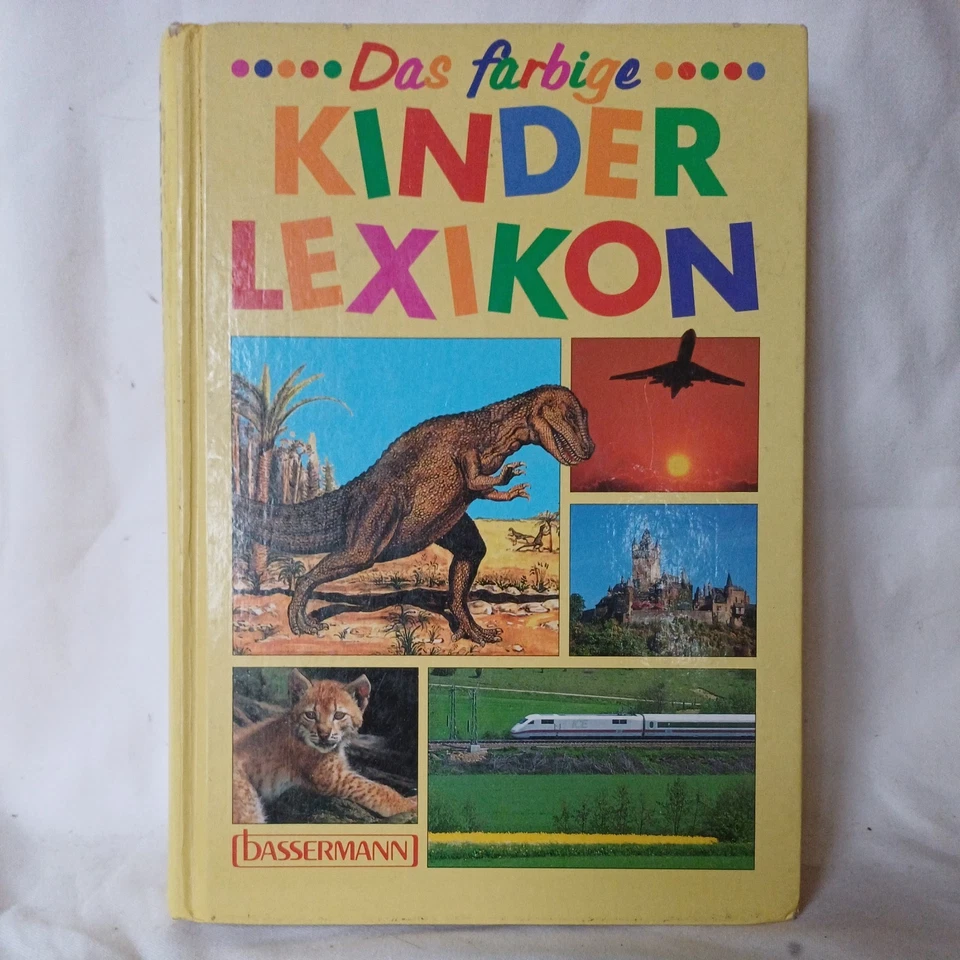 Das farbige
KINDER
LEXIKON
bASSERMANN